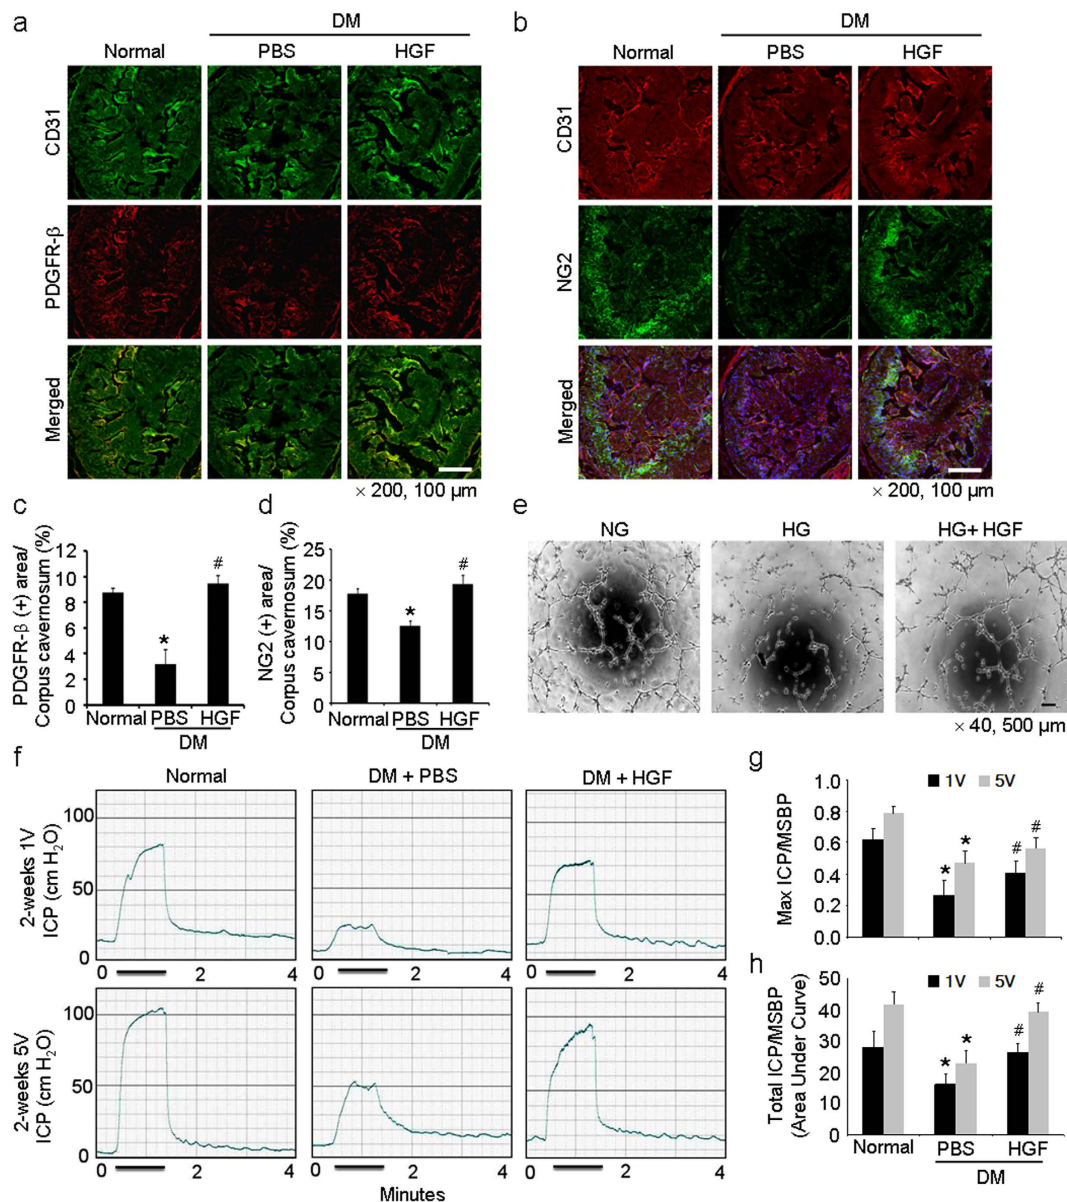 a
DM
Normal
PBS
HGF
CD31
PDGFR-β
Merged
× 200, 100 µm
b
DM
Normal
PBS
HGF
CD31
NG2
Merged
× 200, 100 µm
c
PDGFR-β (+) area/
Corpus cavernosum (%)
12
10
8
6
4
2
0
*
#
Normal PBS HGF
DM
d
NG2 (+) area/
Corpus cavernosum (%)
25
20
15
10
5
0
*
#
Normal PBS HGF
DM
e
NG
HG
HG+ HGF
× 40, 500 µm
f
Normal
DM + PBS
DM + HGF
2-weeks 1V
ICP (cm H₂O)
100
50
0
0 2 4
0 2 4
0 2 4
2-weeks 5V
ICP (cm H₂O)
100
50
0
0 2 4
0 2 4
0 2 4
Minutes
g
Max ICP/MSBP
1V 5V
1.0
0.8
0.6
0.4
0.2
0.0
* *
# #
h
Total ICP/MSBP
(Area Under Curve)
1V 5V
50
40
30
20
10
0
* *
# #
Normal PBS HGF
DM